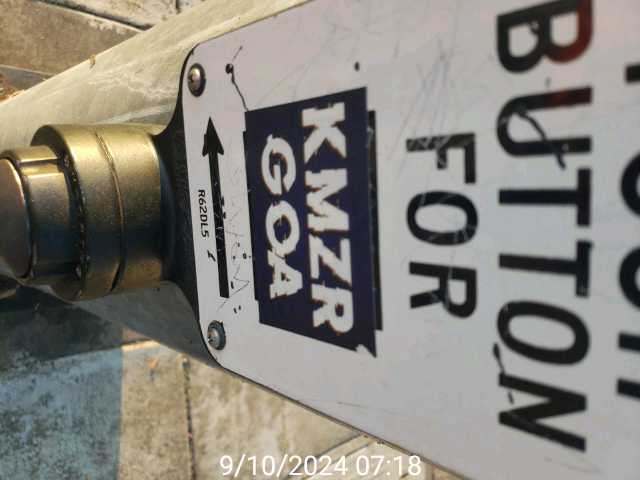 BUTTON
FOR
KMZR
GOA
R62DL5
9/10/2024 07:18